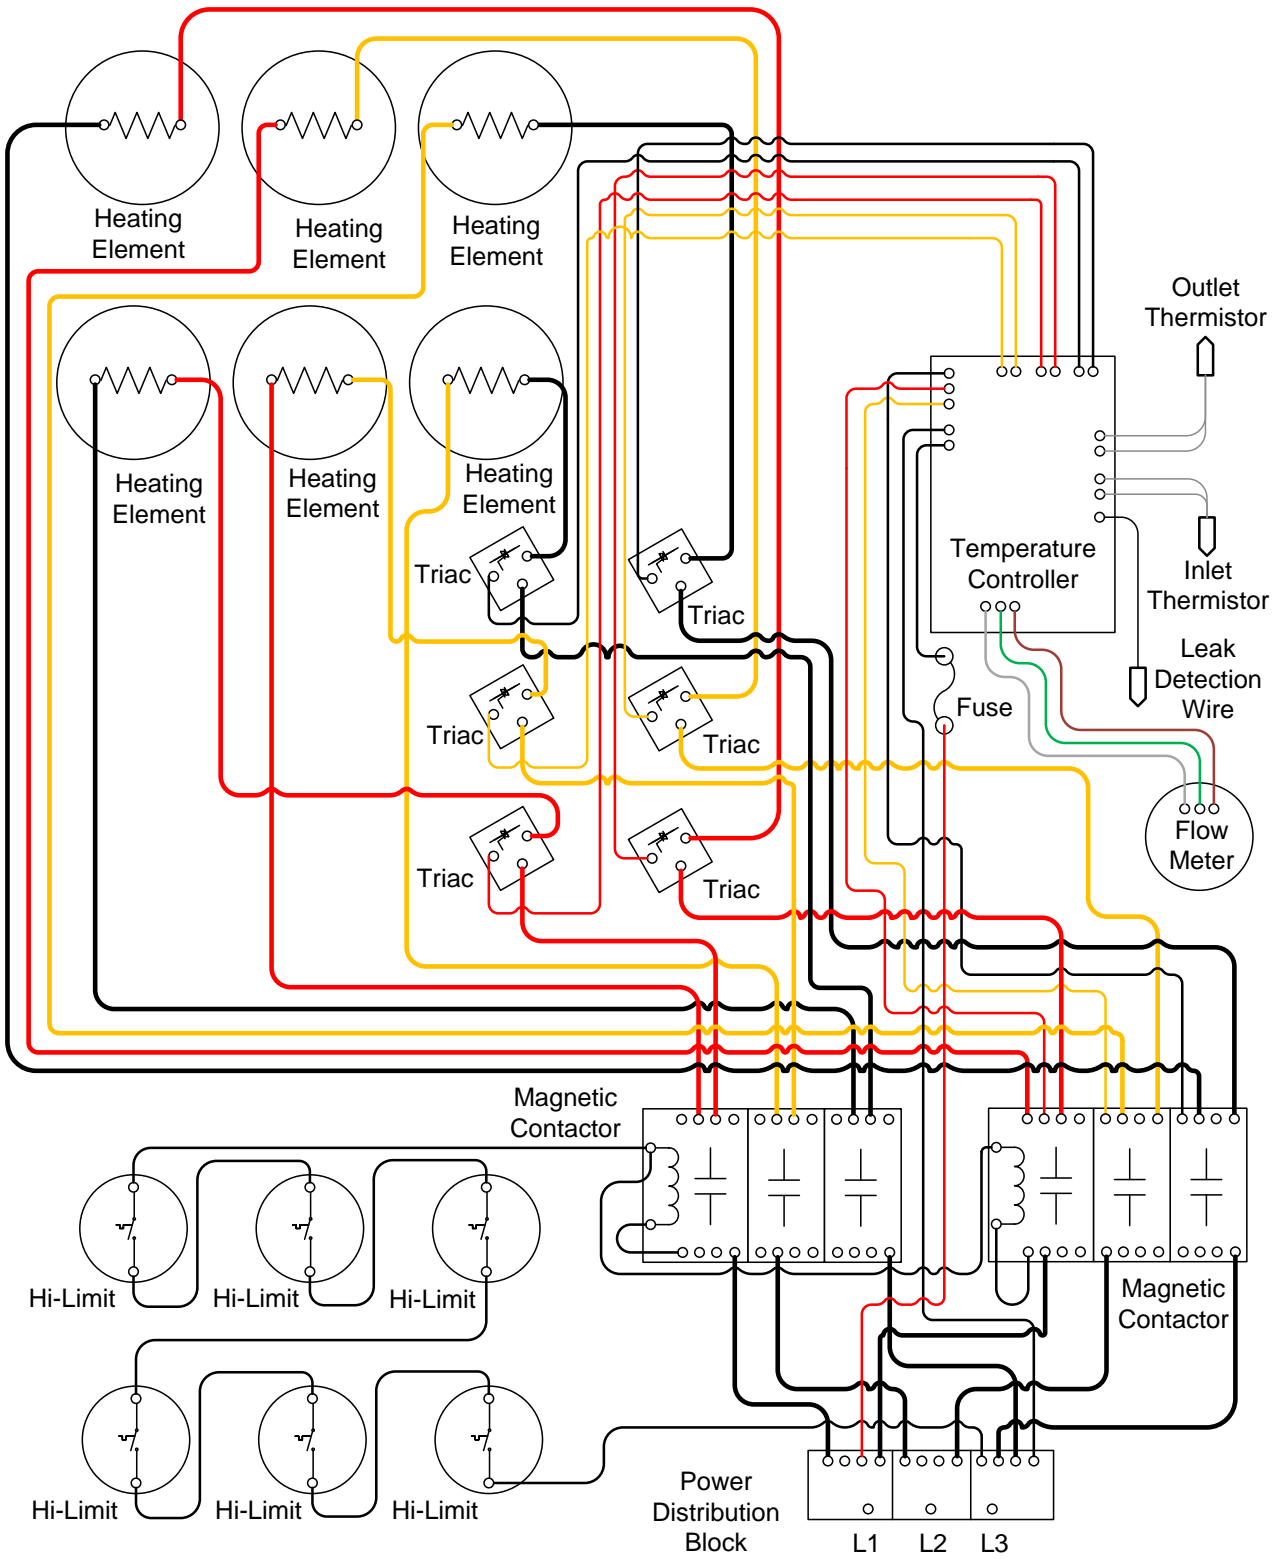 Heating
Element
Heating
Element
Heating
Element
Outlet
Thermistor
Heating
Element
Heating
Element
Heating
Element
Temperature
Controller
Inlet
Thermistor
Triac
Triac
Leak
Detection
Wire
Fuse
Triac
Triac
Flow
Meter
Triac
Triac
Magnetic
Contactor
Magnetic
Contactor
Hi-Limit
Hi-Limit
Hi-Limit
Hi-Limit
Hi-Limit
Hi-Limit
Power
Distribution
Block
L1
L2
L3